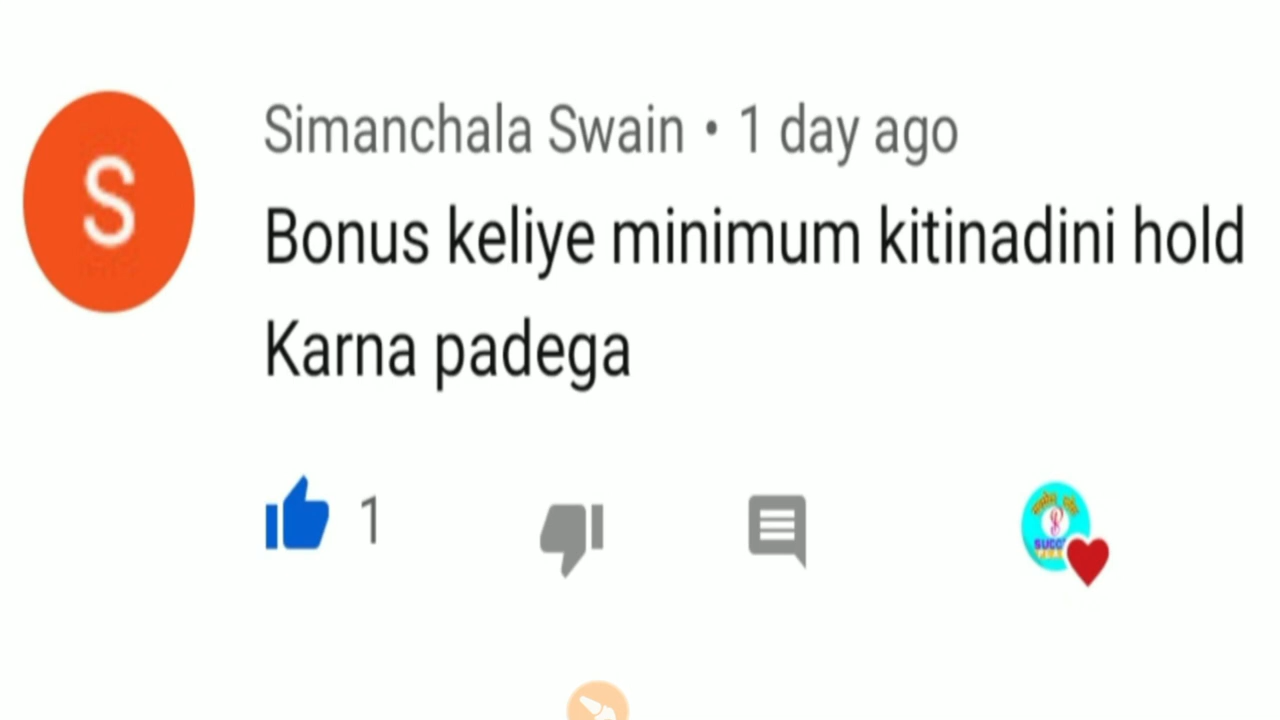 S
Simanchala Swain • 1 day ago
Bonus keliye minimum kitinadini hold
Karna padega
1